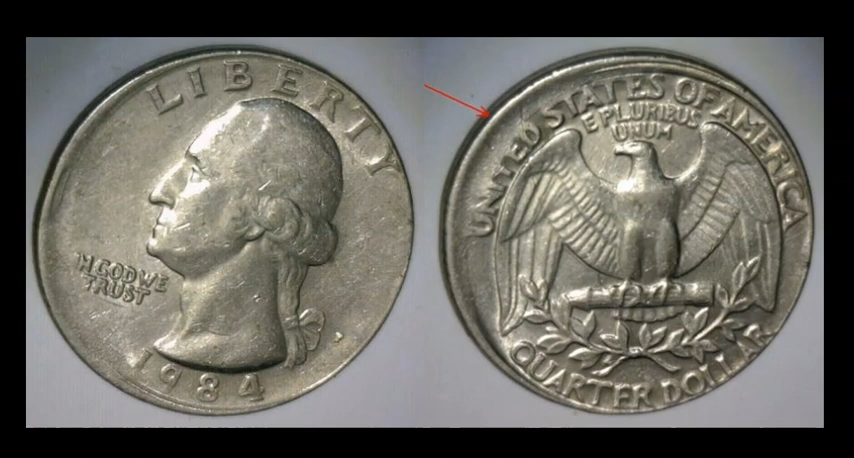 LIBERTY
IN GOD WE
TRUST
1984
UNITED STATES OF AMERICA
E PLURIBUS
UNUM
QUARTER DOLLAR